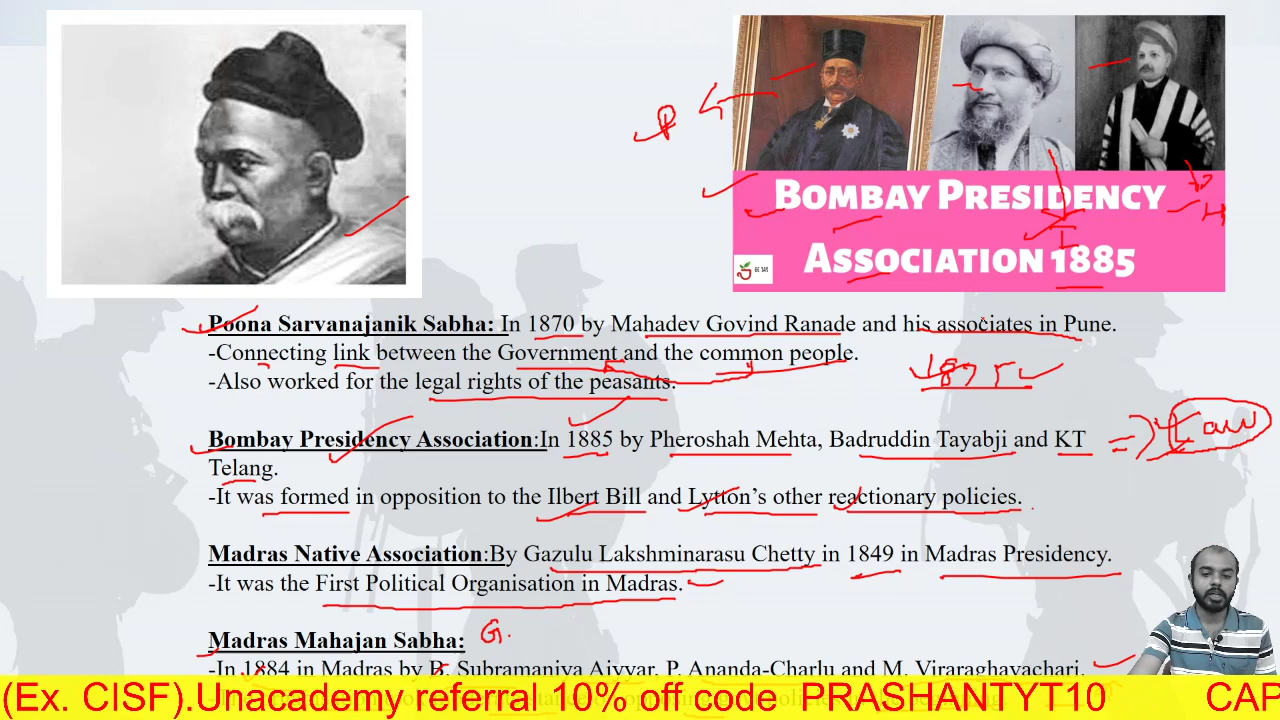 BOMBAY PRESIDENCY
ASSOCIATION 1885
Poona Sarvanajanik Sabha: In 1870 by Mahadev Govind Ranade and his associates in Pune.
-Connecting link between the Government and the common people.
1875
-Also worked for the legal rights of the peasants.
Bombay Presidency Association:In 1885 by Pheroshah Mehta, Badruddin Tayabji and KT
Law
Telang.
-It was formed in opposition to the Ilbert Bill and Lytton's other reactionary policies.
Madras Native Association:By Gazulu Lakshminarasu Chetty in 1849 in Madras Presidency.
-It was the First Political Organisation in Madras.
Madras Mahajan Sabha: G.
-In 1884 in Madras by B. Subramaniya Aiyyar, P. Ananda-Charlu and M. Viraraghavachari.
(Ex. CISF).Unacademy referral 10% off code PRASHANTYT10 CAP